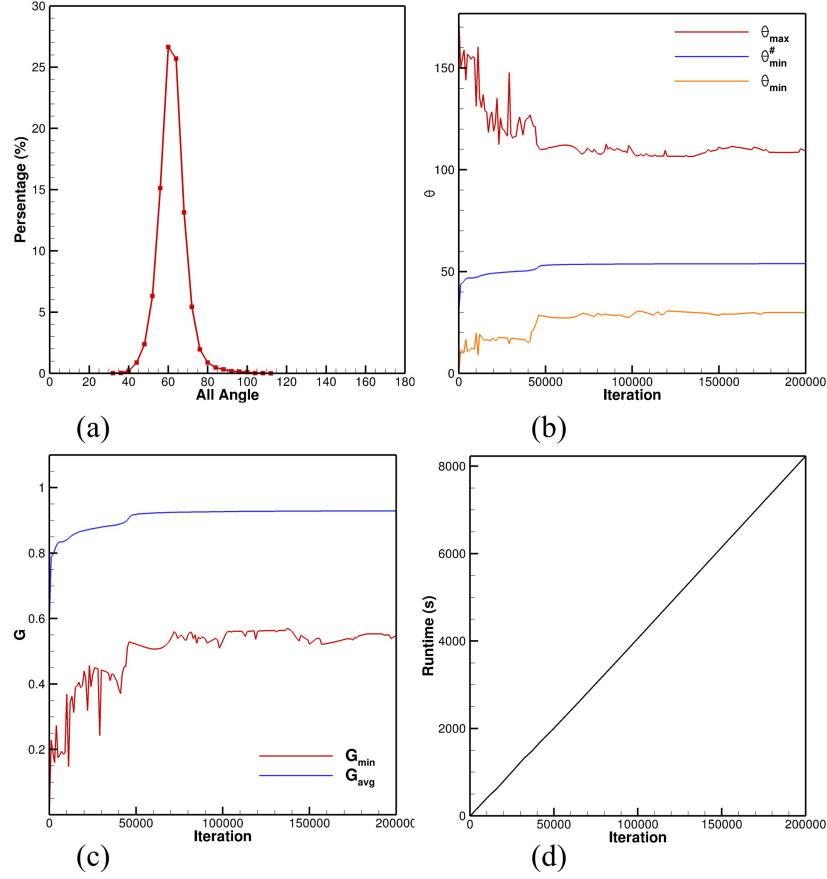 30
25
20
15
10
5
0
Persentage (%)
0 20 40 60 80 100 120 140 160 180
All Angle
(a)
150
100
50
0
θ
θmax
θ#min
θmin
0 50000 100000 150000 200000
Iteration
(b)
1
0.8
0.6
0.4
0.2
G
Gmin
Gavg
0 50000 100000 150000 200000
Iteration
(c)
8000
6000
4000
2000
0
Runtime (s)
0 50000 100000 150000 200000
Iteration
(d)